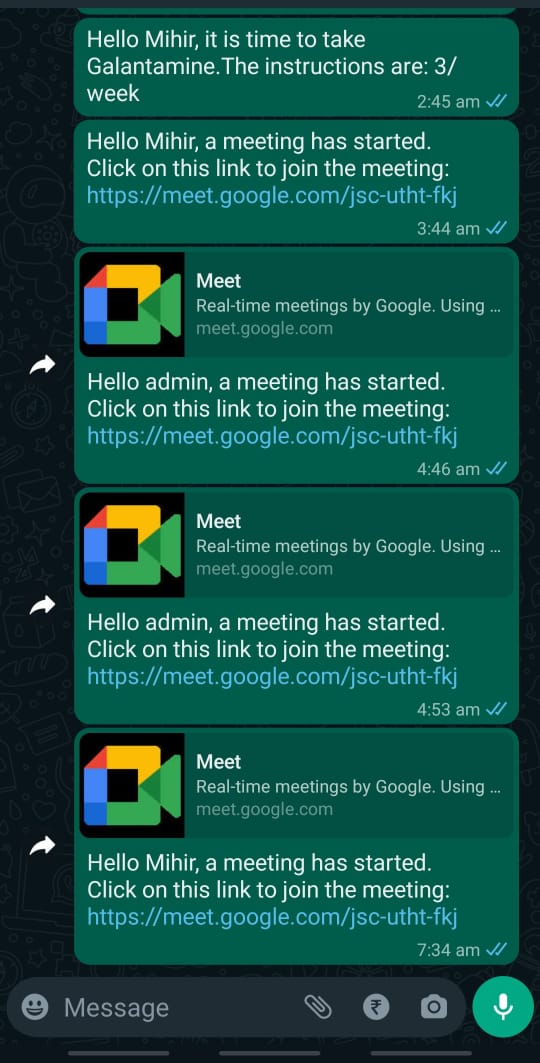 Hello Mihir, it is time to take
Galantamine.The instructions are: 3/
week
2:45 am
Hello Mihir, a meeting has started.
Click on this link to join the meeting:
https://meet.google.com/jsc-utht-fkj
3:44 am
Meet
Real-time meetings by Google. Using ...
meet.google.com
Hello admin, a meeting has started.
Click on this link to join the meeting:
https://meet.google.com/jsc-utht-fkj
4:46 am
Meet
Real-time meetings by Google. Using ...
meet.google.com
Hello admin, a meeting has started.
Click on this link to join the meeting:
https://meet.google.com/jsc-utht-fkj
4:53 am
Meet
Real-time meetings by Google. Using ...
meet.google.com
Hello Mihir, a meeting has started.
Click on this link to join the meeting:
https://meet.google.com/jsc-utht-fkj
7:34 am
Message ₹